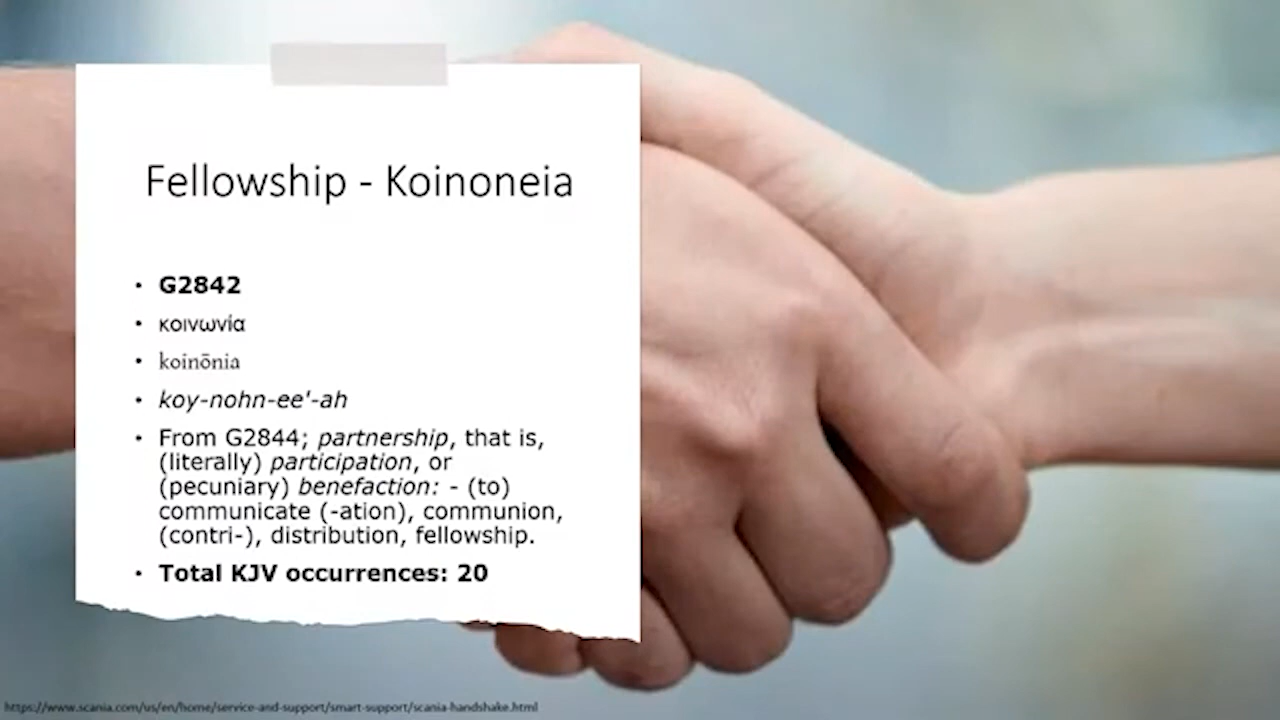 Fellowship - Koinoneia
• G2842
• κοινωνία
• koinōnia
• koy-nohn-ee'-ah
• From G2844; partnership, that is,
(literally) participation, or
(pecuniary) benefaction: - (to)
communicate (-ation), communion,
(contri-), distribution, fellowship.
• Total KJV occurrences: 20
https://www.scania.com/us/en/home/service-and-support/smart-support/scania-handshake.html